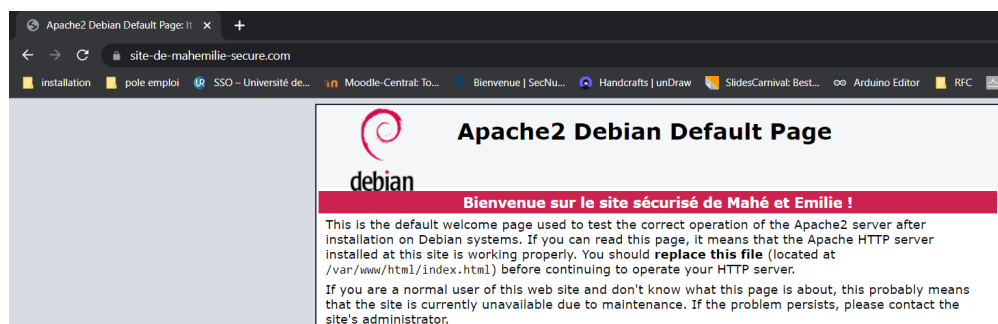 Apache2 Debian Default Page: It
site-de-mahemilie-secure.com
installation pole emploi SSO – Université de... Moodle-Central: To... Bienvenue | SecNu... Handcrafts | unDraw SlidesCarnival: Best... Arduino Editor RFC
Apache2 Debian Default Page
debian
Bienvenue sur le site sécurisé de Mahé et Emilie !
This is the default welcome page used to test the correct operation of the Apache2 server after
installation on Debian systems. If you can read this page, it means that the Apache HTTP server
installed at this site is working properly. You should replace this file (located at
/var/www/html/index.html) before continuing to operate your HTTP server.
If you are a normal user of this web site and don't know what this page is about, this probably means
that the site is currently unavailable due to maintenance. If the problem persists, please contact the
site's administrator.